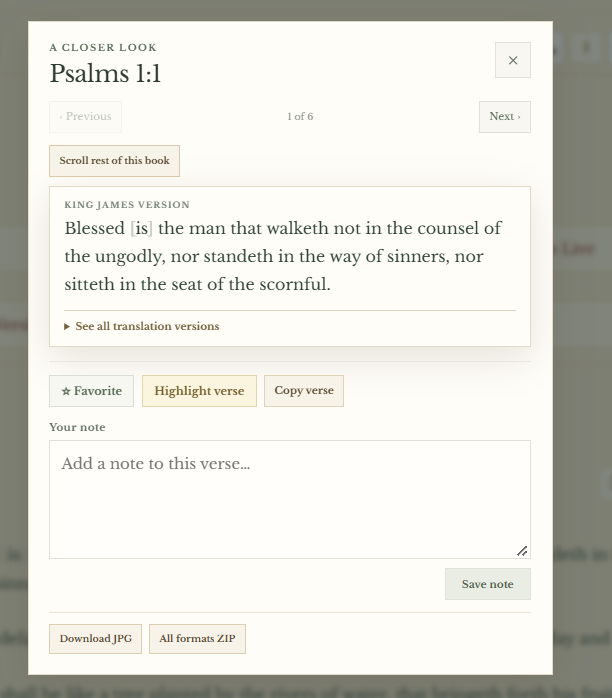 A CLOSER LOOK
Psalms 1:1
×
‹ Previous
1 of 6
Next ›
Scroll rest of this book
KING JAMES VERSION
Blessed [is] the man that walketh not in the counsel of
the ungodly, nor standeth in the way of sinners, nor
sitteth in the seat of the scornful.
▶ See all translation versions
☆ Favorite
Highlight verse
Copy verse
Your note
Add a note to this verse...
Save note
Download JPG
All formats ZIP